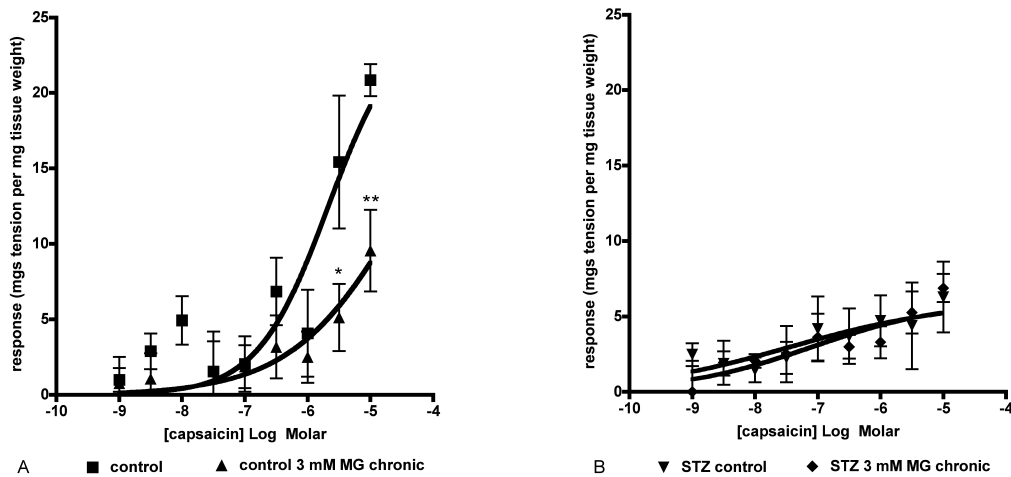 25
20
15
10
5
0
response (mgs tension per mg tissue weight)
**
*
-10 -9 -8 -7 -6 -5 -4
[capsaicin] Log Molar
A
control
control 3 mM MG chronic
25
20
15
10
5
0
response (mgs tension per mg tissue weight)
-10 -9 -8 -7 -6 -5 -4
[capsaicin] Log Molar
B
STZ control
STZ 3 mM MG chronic